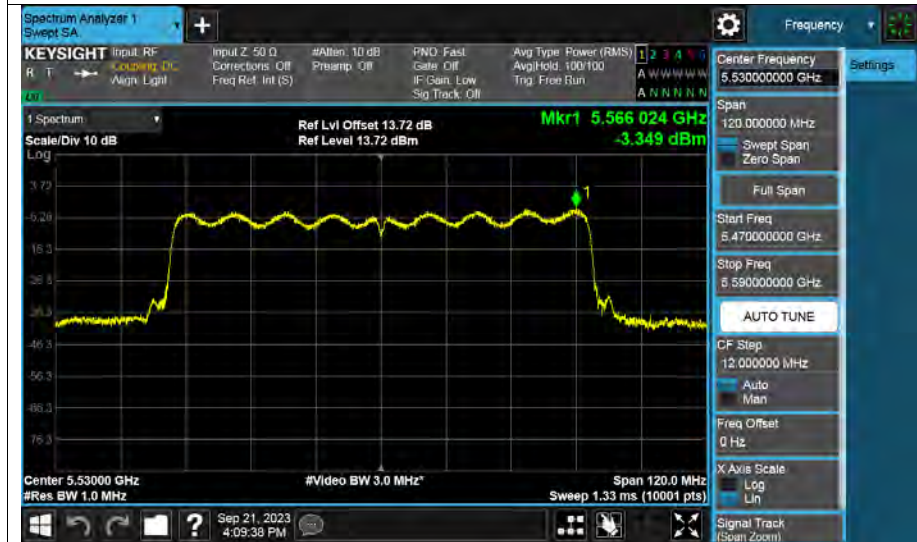 Spectrum Analyzer 1
Swept SA
+
Frequency
KEYSIGHT
Input: RF
Coupling: DC
Align: Light
R T
Input Z: 50 Ω
Corrections: Off
Freq Ref: Int (S)
#Atten: 10 dB
Preamp: Off
PNO: Fast
Gate: Off
IF Gain: Low
Sig Track: Off
Avg Type: Power (RMS)
Avg|Hold: 100/100
Trig: Free Run
1 2 3 4 5 6
A W W W W W
A N N N N N
1 Spectrum
Scale/Div 10 dB
Log
Ref Lvl Offset 13.72 dB
Ref Level 13.72 dBm
Mkr1 5.566 024 GHz
-3.349 dBm
1
3.72
-6.28
-16.3
-26.3
-36.3
-46.3
-56.3
-66.3
-76.3
Center 5.53000 GHz
#Res BW 1.0 MHz
#Video BW 3.0 MHz*
Span 120.0 MHz
Sweep 1.33 ms (10001 pts)
?
Sep 21, 2023
4:09:38 PM
Center Frequency
5.530000000 GHz
Settings
Span
120.000000 MHz
Swept Span
Zero Span
Full Span
Start Freq
5.470000000 GHz
Stop Freq
5.590000000 GHz
AUTO TUNE
CF Step
12.000000 MHz
Auto
Man
Freq Offset
0 Hz
X Axis Scale
Log
Lin
Signal Track
(Span Zoom)